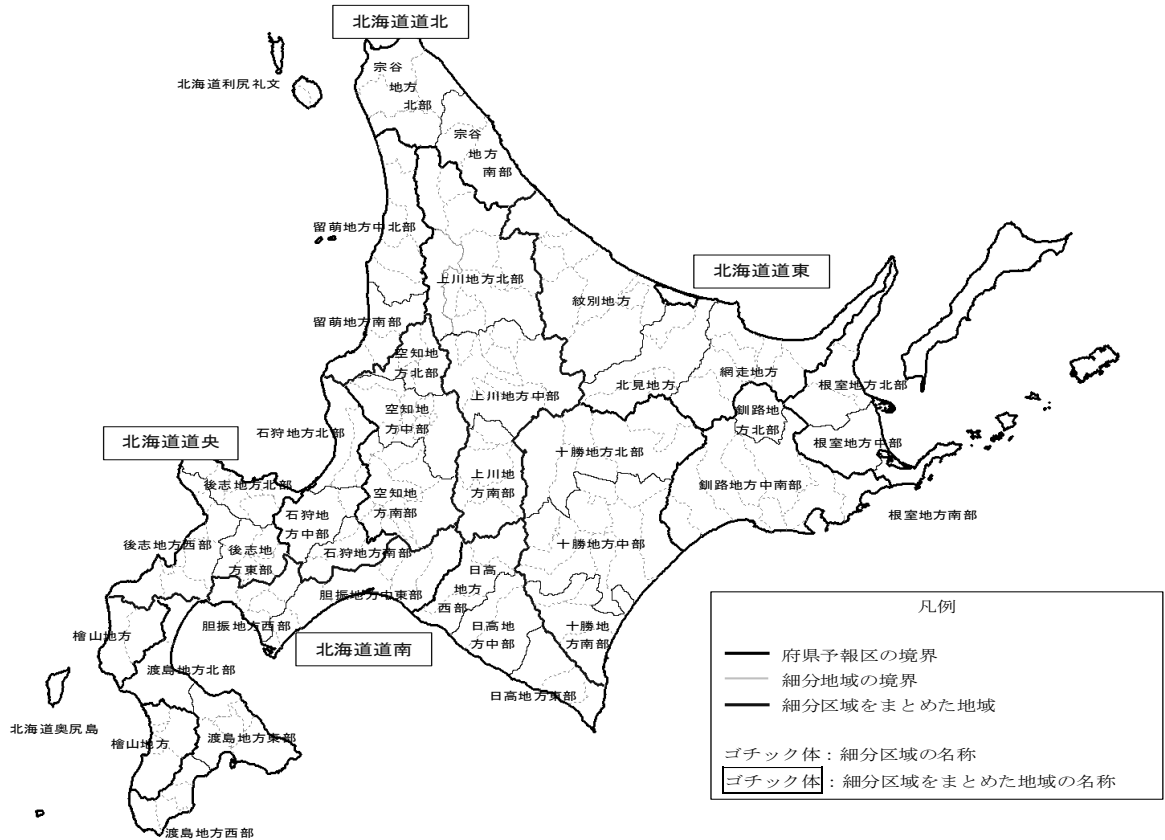 北海道道北
宗谷
地方
北部
北海道利尻礼文
宗谷
地方
南部
留萌地方中北部
北海道道東
上川地方北部
紋別地方
留萌地方南部
空知地
方北部
上川地方中部
北見地方
網走地方
根室地方北部
空知地
方中部
釧路地
方北部
石狩地方北部
北海道道央
根室地方中部
十勝地方北部
上川地
方南部
後志地方北部
空知地
方南部
釧路地方中南部
根室地方南部
石狩地
方中部
後志地方西部
後志地
方東部
石狩地方南部
十勝地方中部
日高
地方
西部
胆振地方中東部
胆振地方西部
日高地
方中部
十勝地
方南部
檜山地方
北海道道南
渡島地方北部
日高地方東部
北海道奥尻島
檜山地方
渡島地方東部
渡島地方西部
凡例
府県予報区の境界
細分地域の境界
細分区域をまとめた地域
ゴチック体：細分区域の名称
ゴチック体：細分区域をまとめた地域の名称